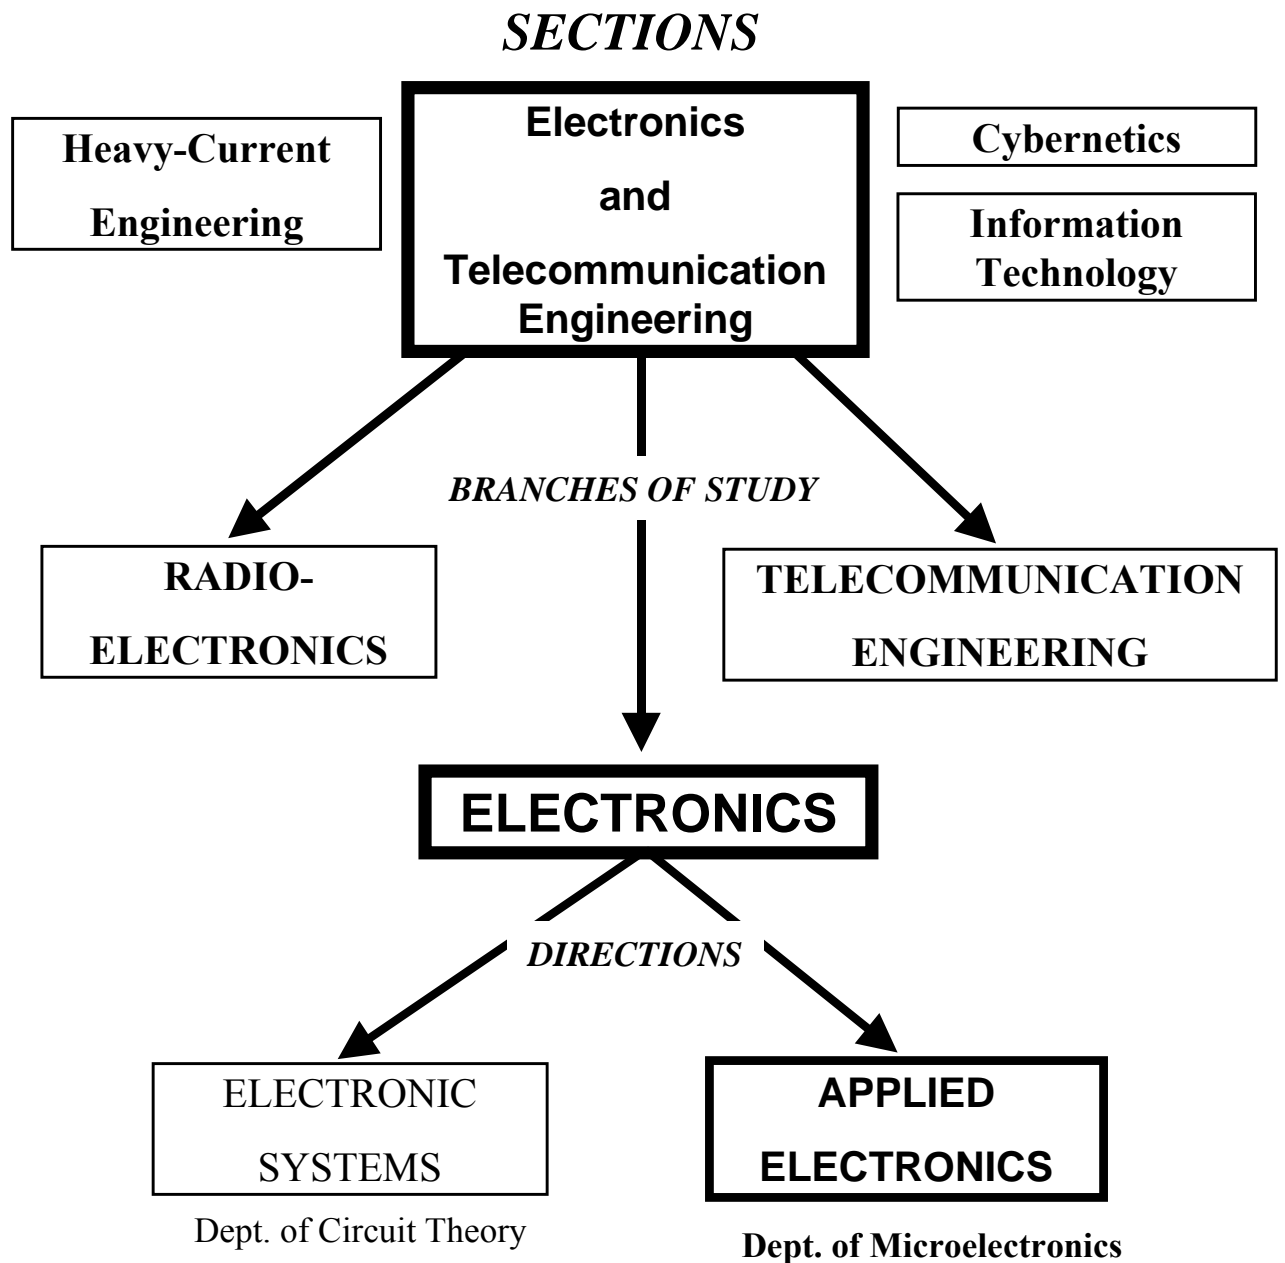 SECTIONS
Heavy-Current
Engineering
Electronics
and
Telecommunication
Engineering
Cybernetics
Information
Technology
BRANCHES OF STUDY
RADIO-
ELECTRONICS
TELECOMMUNICATION
ENGINEERING
ELECTRONICS
DIRECTIONS
ELECTRONIC
SYSTEMS
Dept. of Circuit Theory
APPLIED
ELECTRONICS
Dept. of Microelectronics